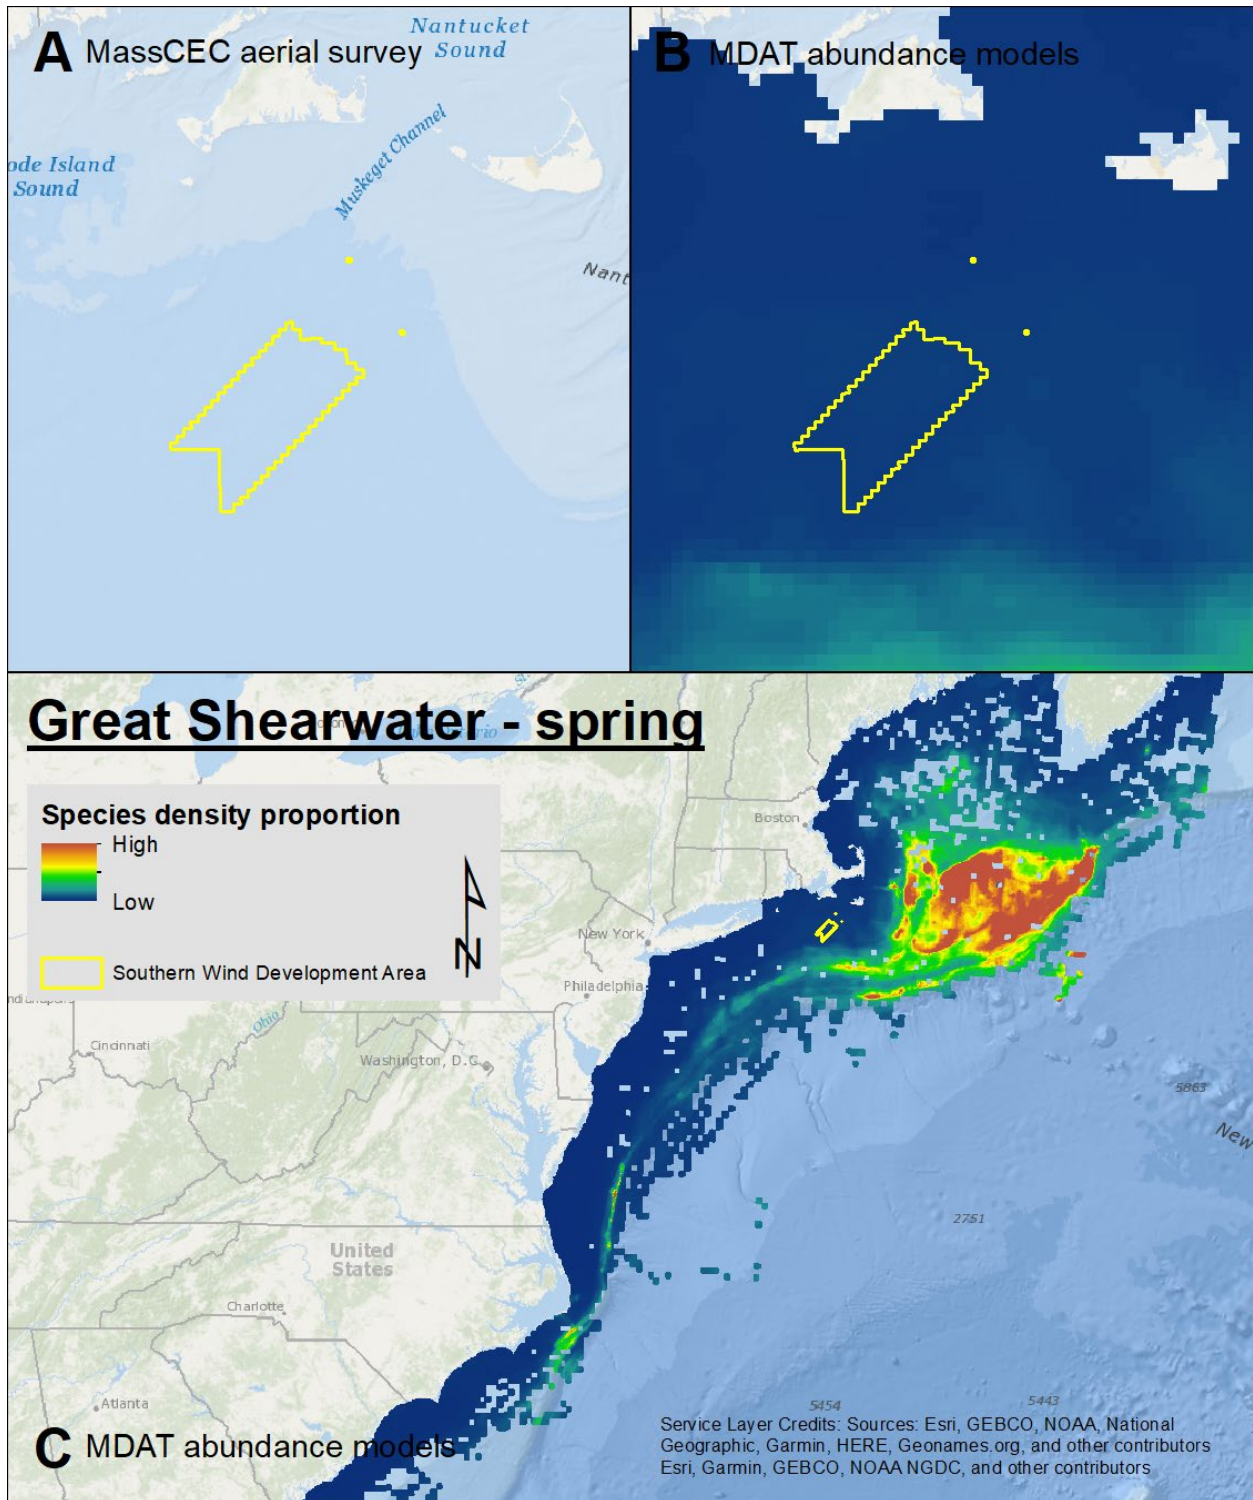 A MassCEC aerial survey
Nantucket
Sound
ode Island
Sound
Muskeget Channel
Nant
B MDAT abundance models
Great Shearwater - spring
Species density proportion
High
Low
N
Southern Wind Development Area
Boston
New York
Philadelphia
Ohio
Cincinnati
Washington, D.C.
United
States
Charlotte
Atlanta
5863
New
2751
5454
5443
C MDAT abundance models
Service Layer Credits: Sources: Esri, GEBCO, NOAA, National
Geographic, Garmin, HERE, Geonames.org, and other contributors
Esri, Garmin, GEBCO, NOAA NGDC, and other contributors